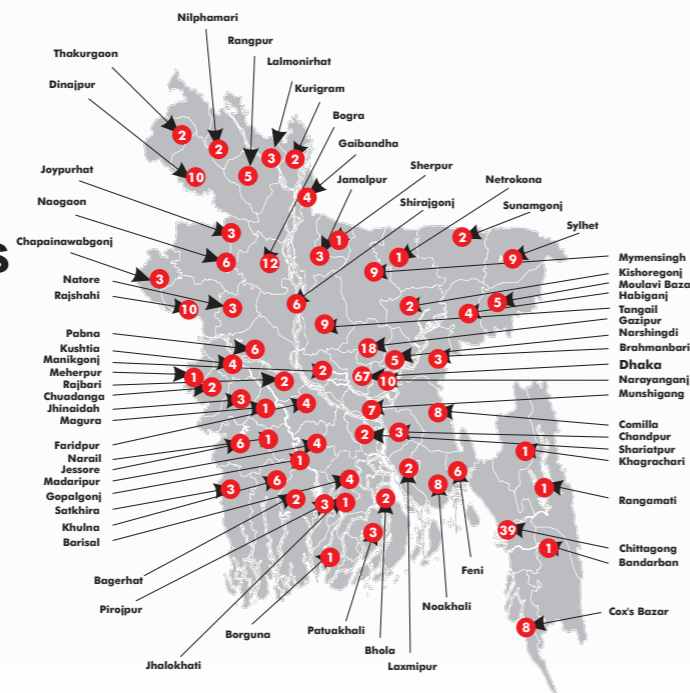 Nilphamari
Thakurgaon
Rangpur
Dinajpur
Lalmonirhat
Kurigram
Bogra
Gaibandha
Sherpur
Jamalpur
Netrokona
Shirajgonj
Sunamgonj
Sylhet
Joypurhat
Naogaon
Chapainawabgonj
s
Natore
Rajshahi
Pabna
Kushtia
Manikgonj
Meherpur
Rajbari
Chuadanga
Jhinaidah
Magura
Faridpur
Narail
Jessore
Madaripur
Gopalgonj
Satkhira
Khulna
Barisal
Bagerhat
Pirojpur
Jhalokhati
Borguna
Patuakhali
Bhola
Laxmipur
Noakhali
Feni
Mymensingh
Kishoregonj
Moulavi Baza
Habiganj
Tangail
Gazipur
Narshingdi
Brahmanbari
Dhaka
Narayanganj
Munshigang
Comilla
Chandpur
Shariatpur
Khagrachari
Rangamati
Chittagong
Bandarban
Cox's Bazar
2
2
3
2
10
5
4
3
1
2
6
12
3
1
9
9
3
10
3
6
2
5
4
9
18
6
4
2
5
3
1
2
2
67
10
3
1
4
7
8
6
1
4
2
3
1
1
2
6
3
6
4
8
1
2
3
1
2
3
39
1
1
8